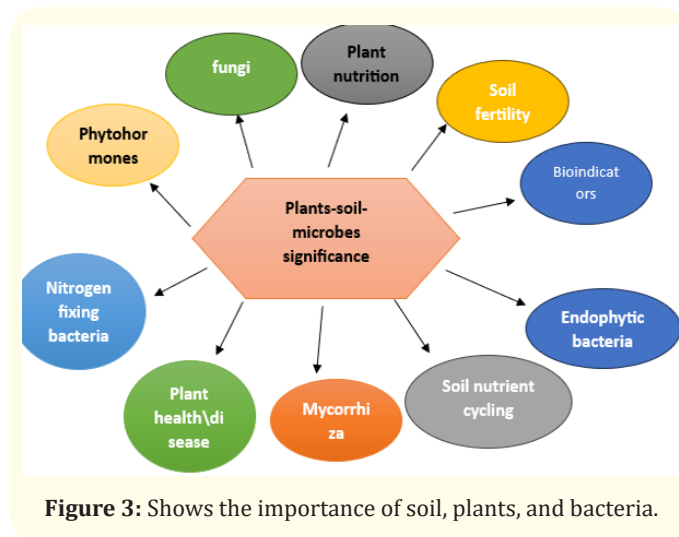 fungi
Plant
nutrition
Soil
fertility
Phytohor
mones
Bioindicat
ors
Plants-soil-
microbes
significance
Nitrogen
fixing
bacteria
Endophytic
bacteria
Plant
health\di
sease
Mycorrhi
za
Soil nutrient
cycling
Figure 3: Shows the importance of soil, plants, and bacteria.